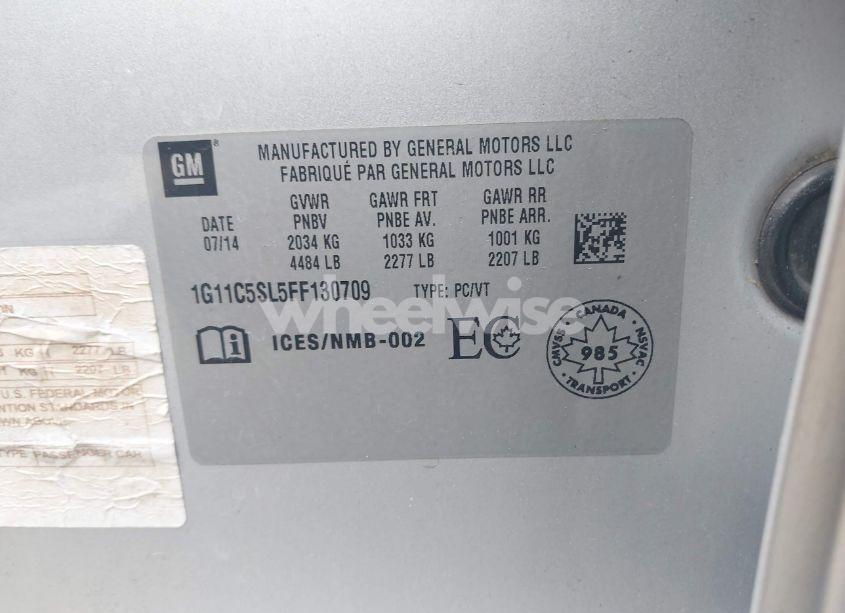 GM
MANUFACTURED BY GENERAL MOTORS LLC
FABRIQUÉ PAR GENERAL MOTORS LLC
DATE
07/14
GVWR
PNBV
2034 KG
4484 LB
GAWR FRT
PNBE AV.
1033 KG
2277 LB
GAWR RR
PNBE ARR.
1001 KG
2207 LB
1G11C5SL5FF130709 TYPE: PC/VT
wheelwise
ICES/NMB-002 EC
CANADA
CMVSS NSVAC
985
TRANSPORT
KG 2277 LB
KG 2207 LB
U.S. FEDERAL MOTOR
IN
TYPE PASSENGER CAR